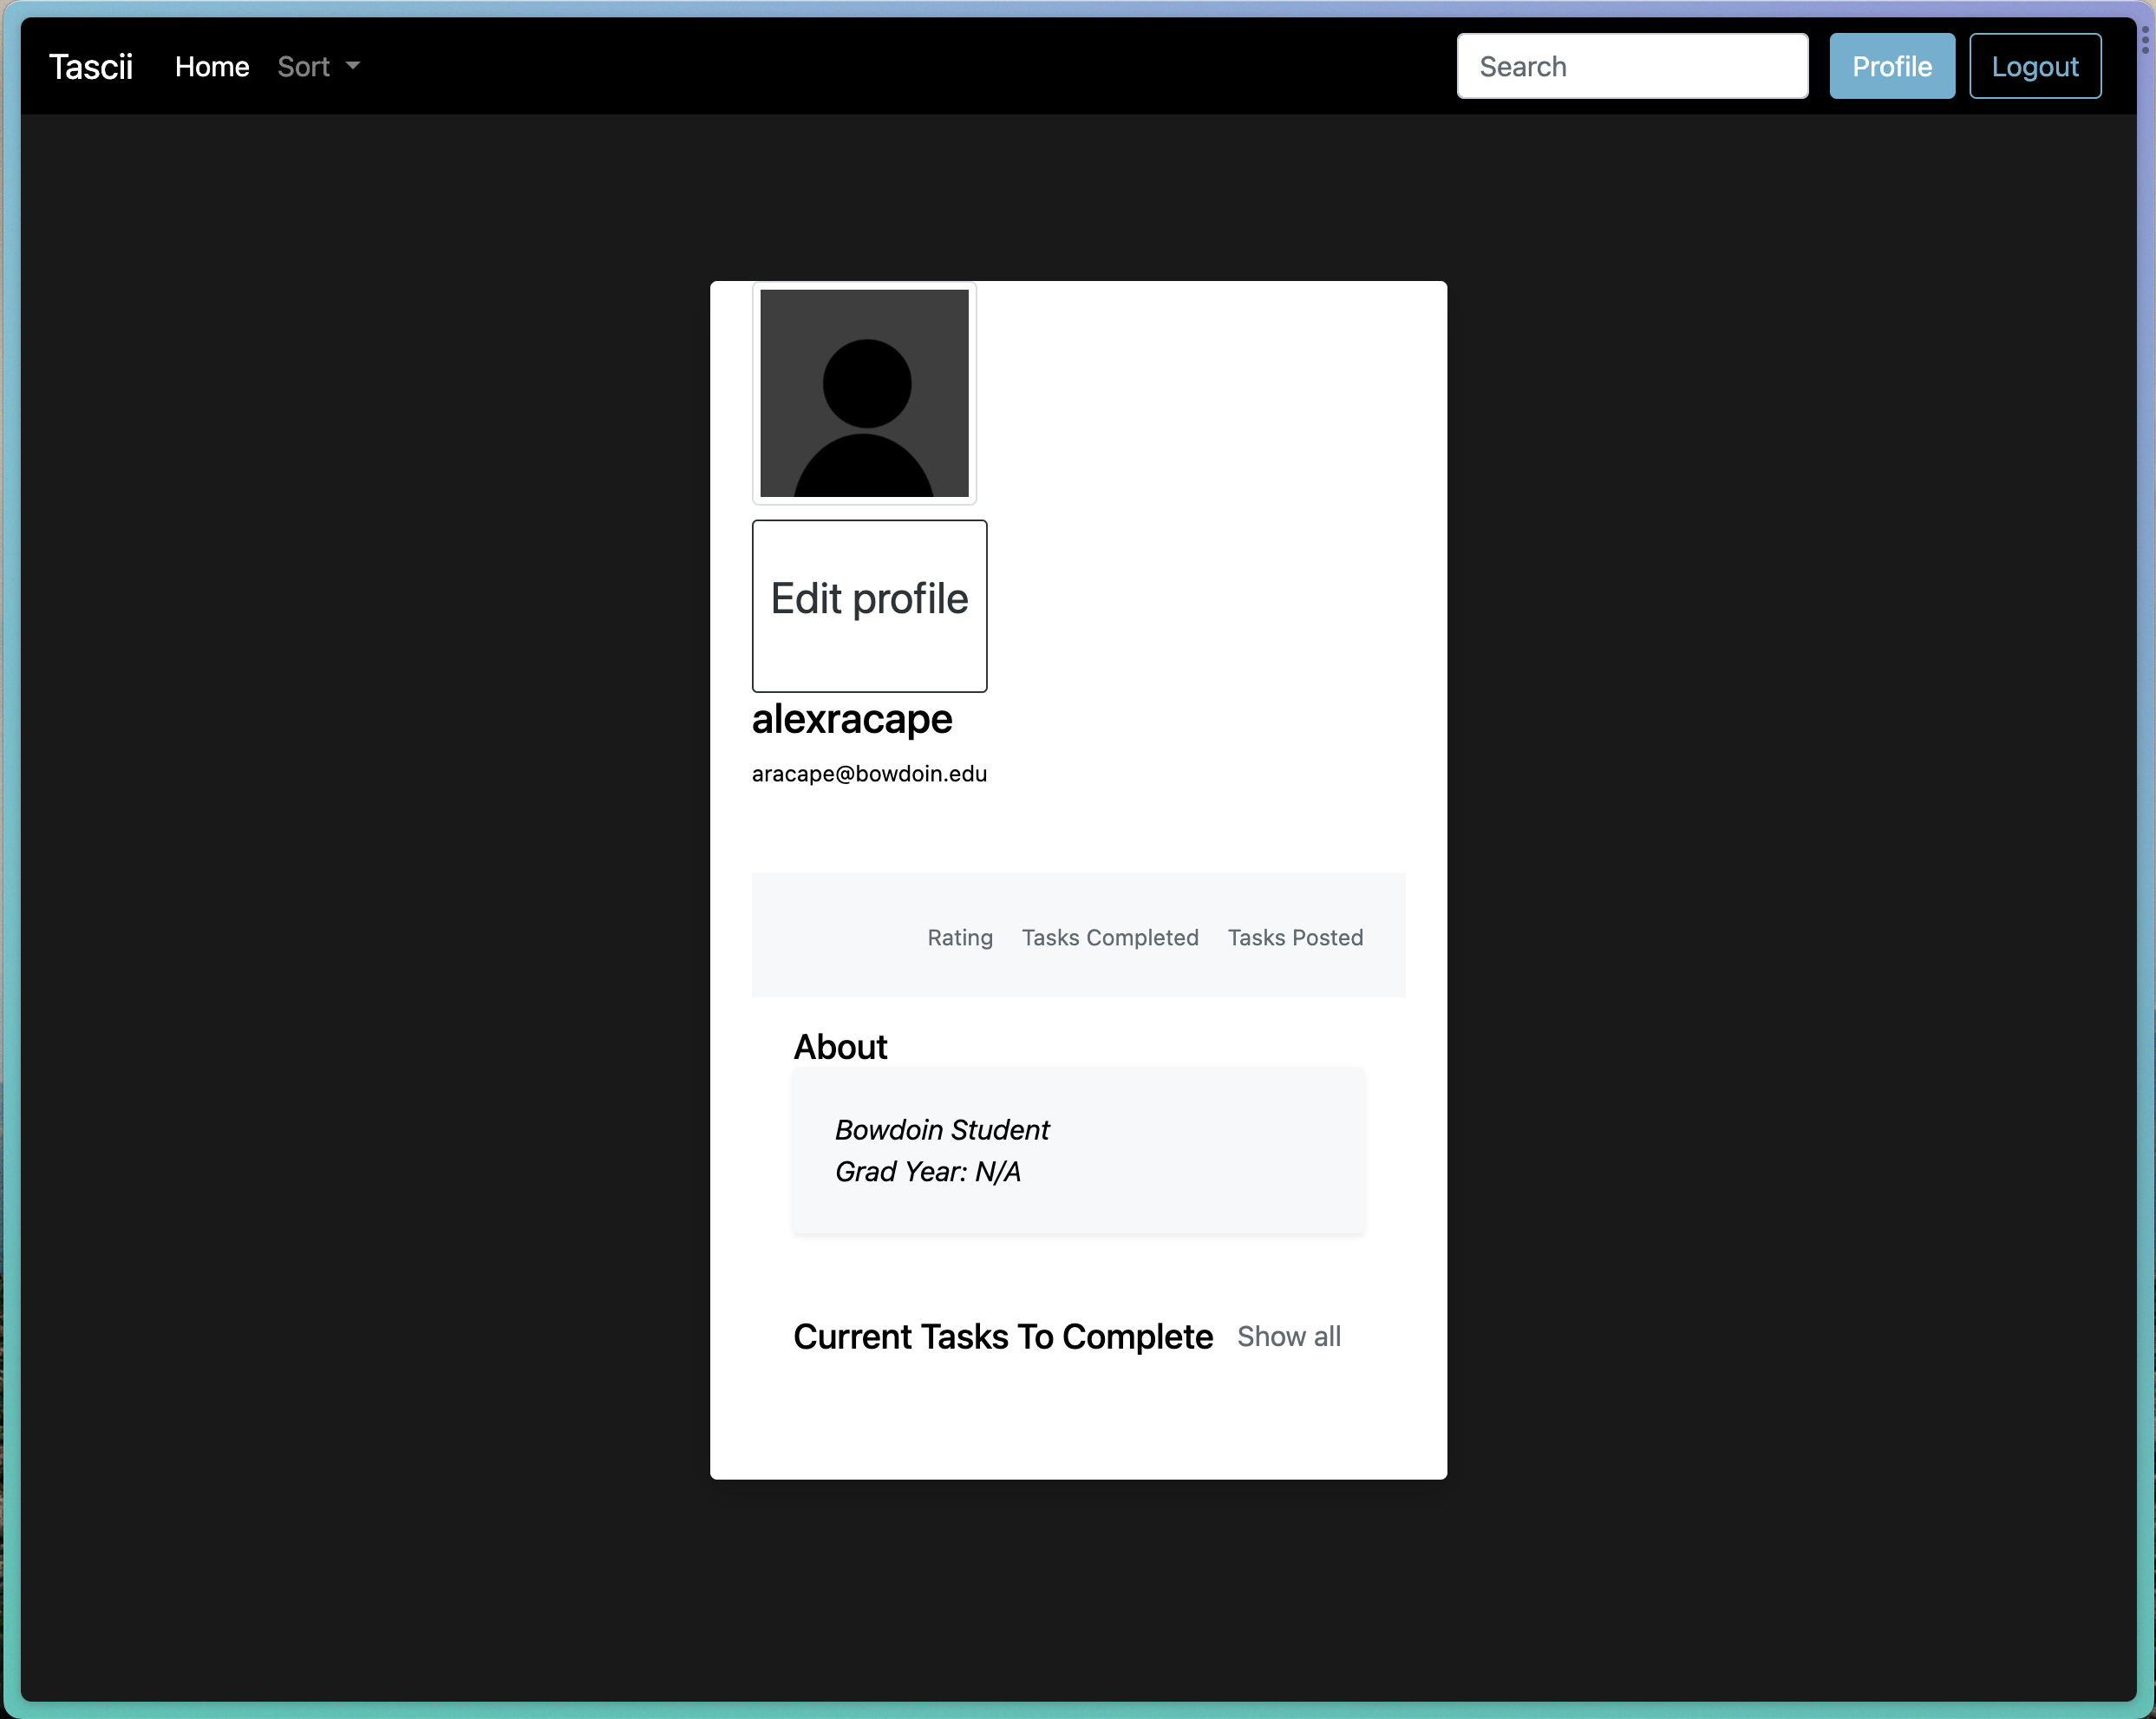 Tascii Home Sort Search Profile Logout
Edit profile
alexracape
aracape@bowdoin.edu
Rating Tasks Completed Tasks Posted
About
Bowdoin Student
Grad Year: N/A
Current Tasks To Complete Show all